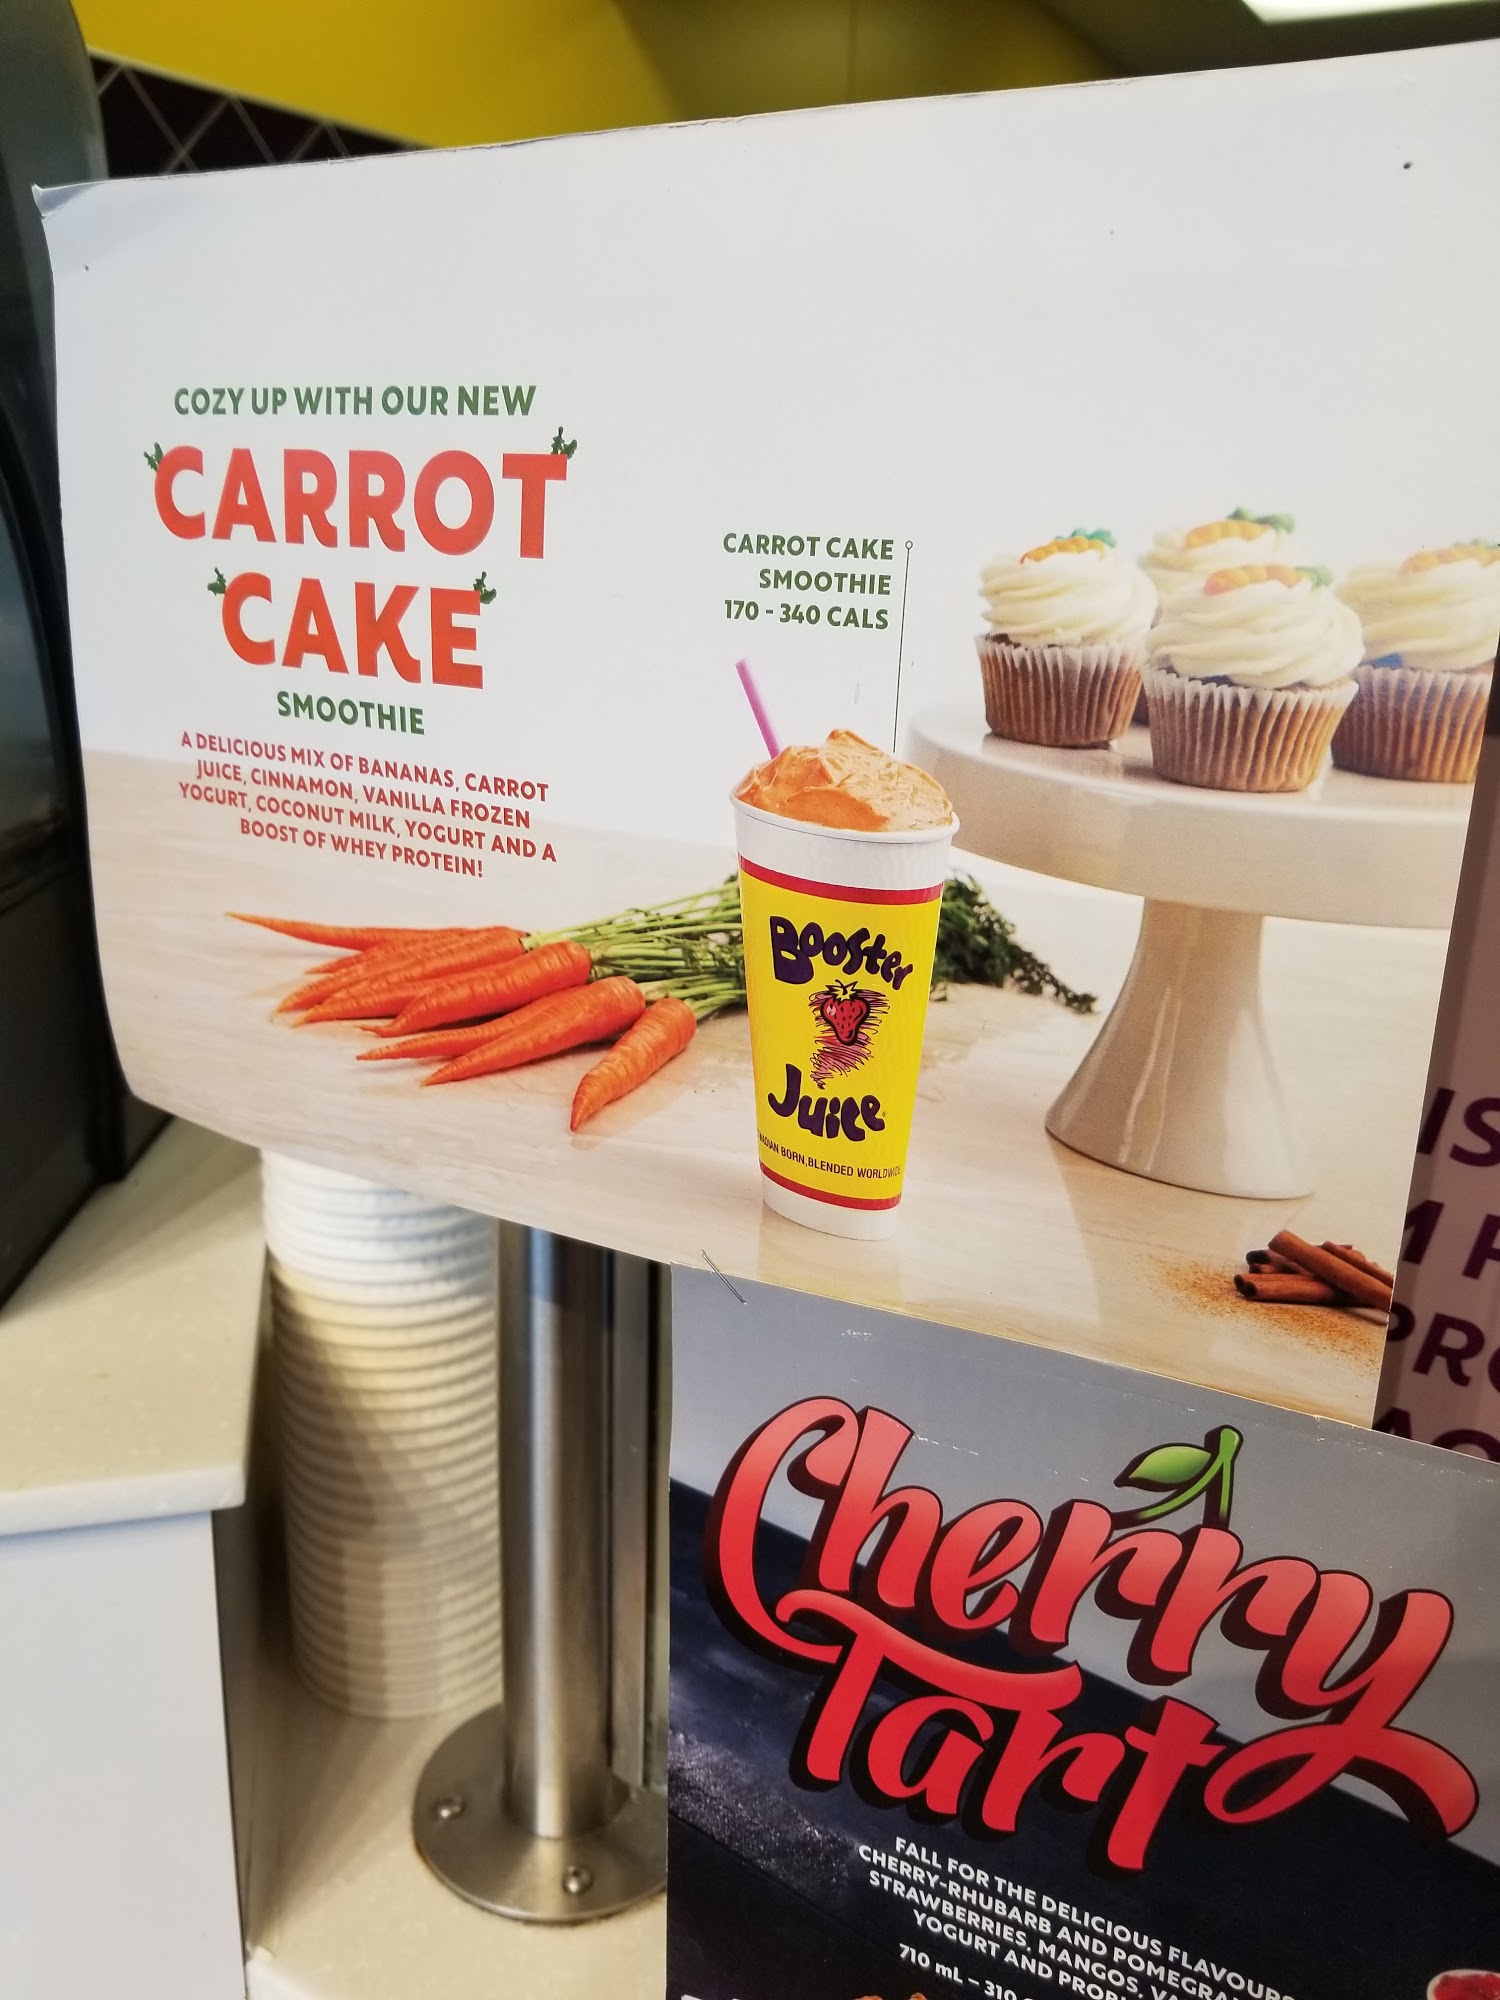 COZY UP WITH OUR NEW
CARROT
CAKE
SMOOTHIE
A DELICIOUS MIX OF BANANAS, CARROT
JUICE, CINNAMON, VANILLA FROZEN
YOGURT, COCONUT MILK, YOGURT AND A
BOOST OF WHEY PROTEIN!
CARROT CAKE
SMOOTHIE
170 - 340 CALS
Booster
Juice
BORN, BLENDED WORLDWIDE
Cherry
Tart
FALL FOR THE DELICIOUS FLAVOURS
CHERRY-RHUBARB AND
STRAWBERRIES, MANGOS,
YOGURT AND
710 mL – 310